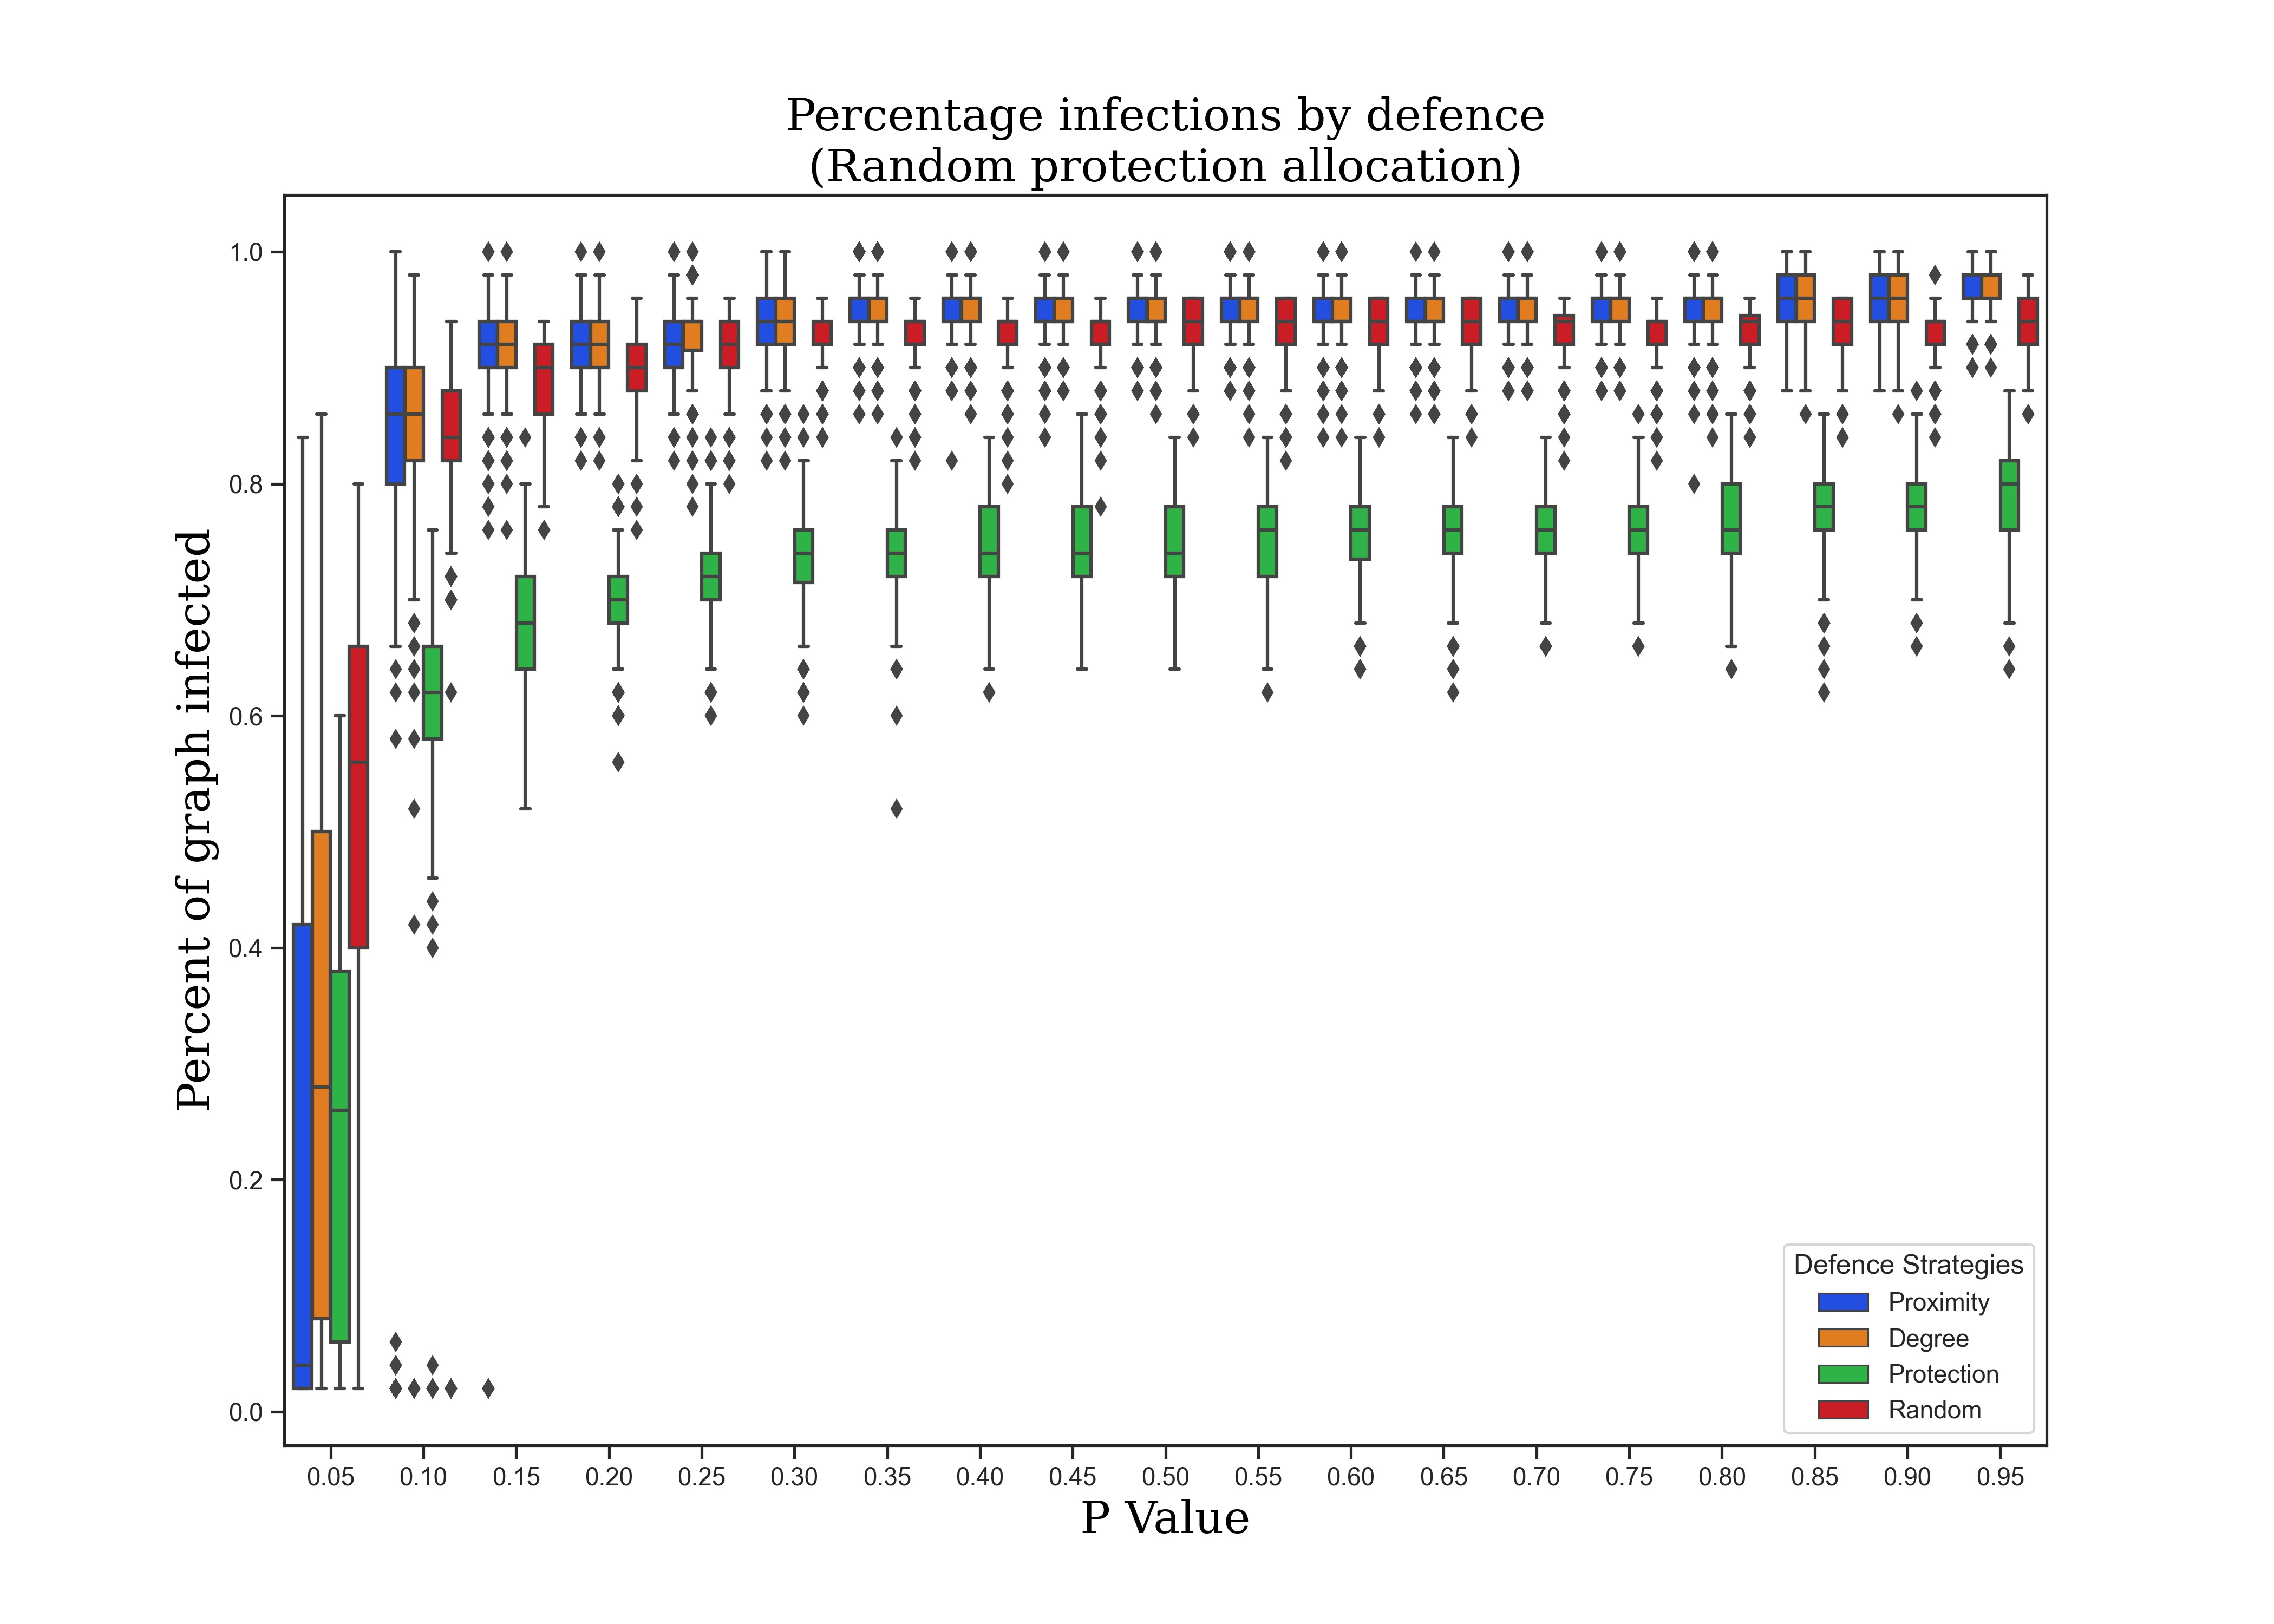 Percentage infections by defence
(Random protection allocation)
Percent of graph infected
1.0
0.8
0.6
0.4
0.2
0.0
0.05 0.10 0.15 0.20 0.25 0.30 0.35 0.40 0.45 0.50 0.55 0.60 0.65 0.70 0.75 0.80 0.85 0.90 0.95
P Value
Defence Strategies
Proximity
Degree
Protection
Random